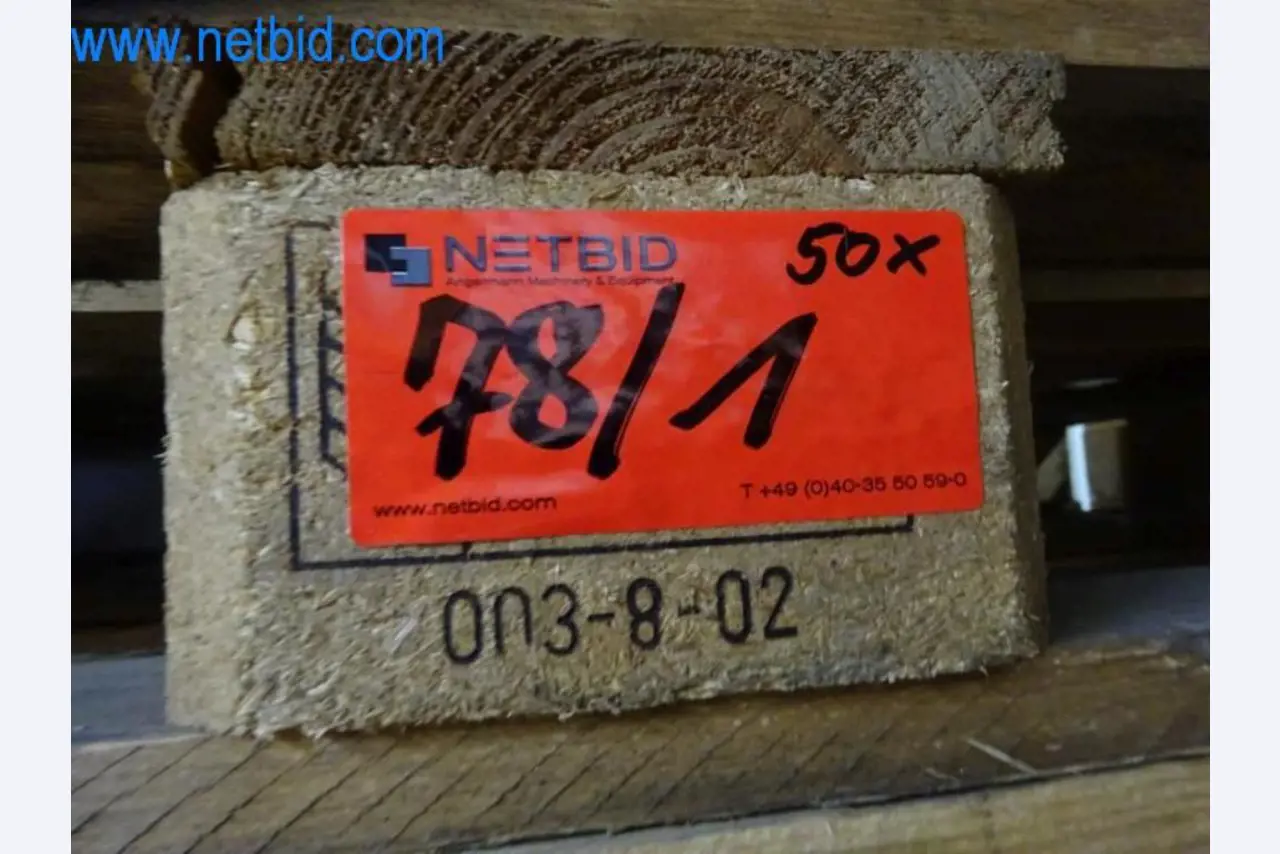 www.netbid.com
NETBID
50x
Angermann Machinery & Equipment
78/1
www.netbid.com
T +49 (0)40-35 50 59-0
003-8-02